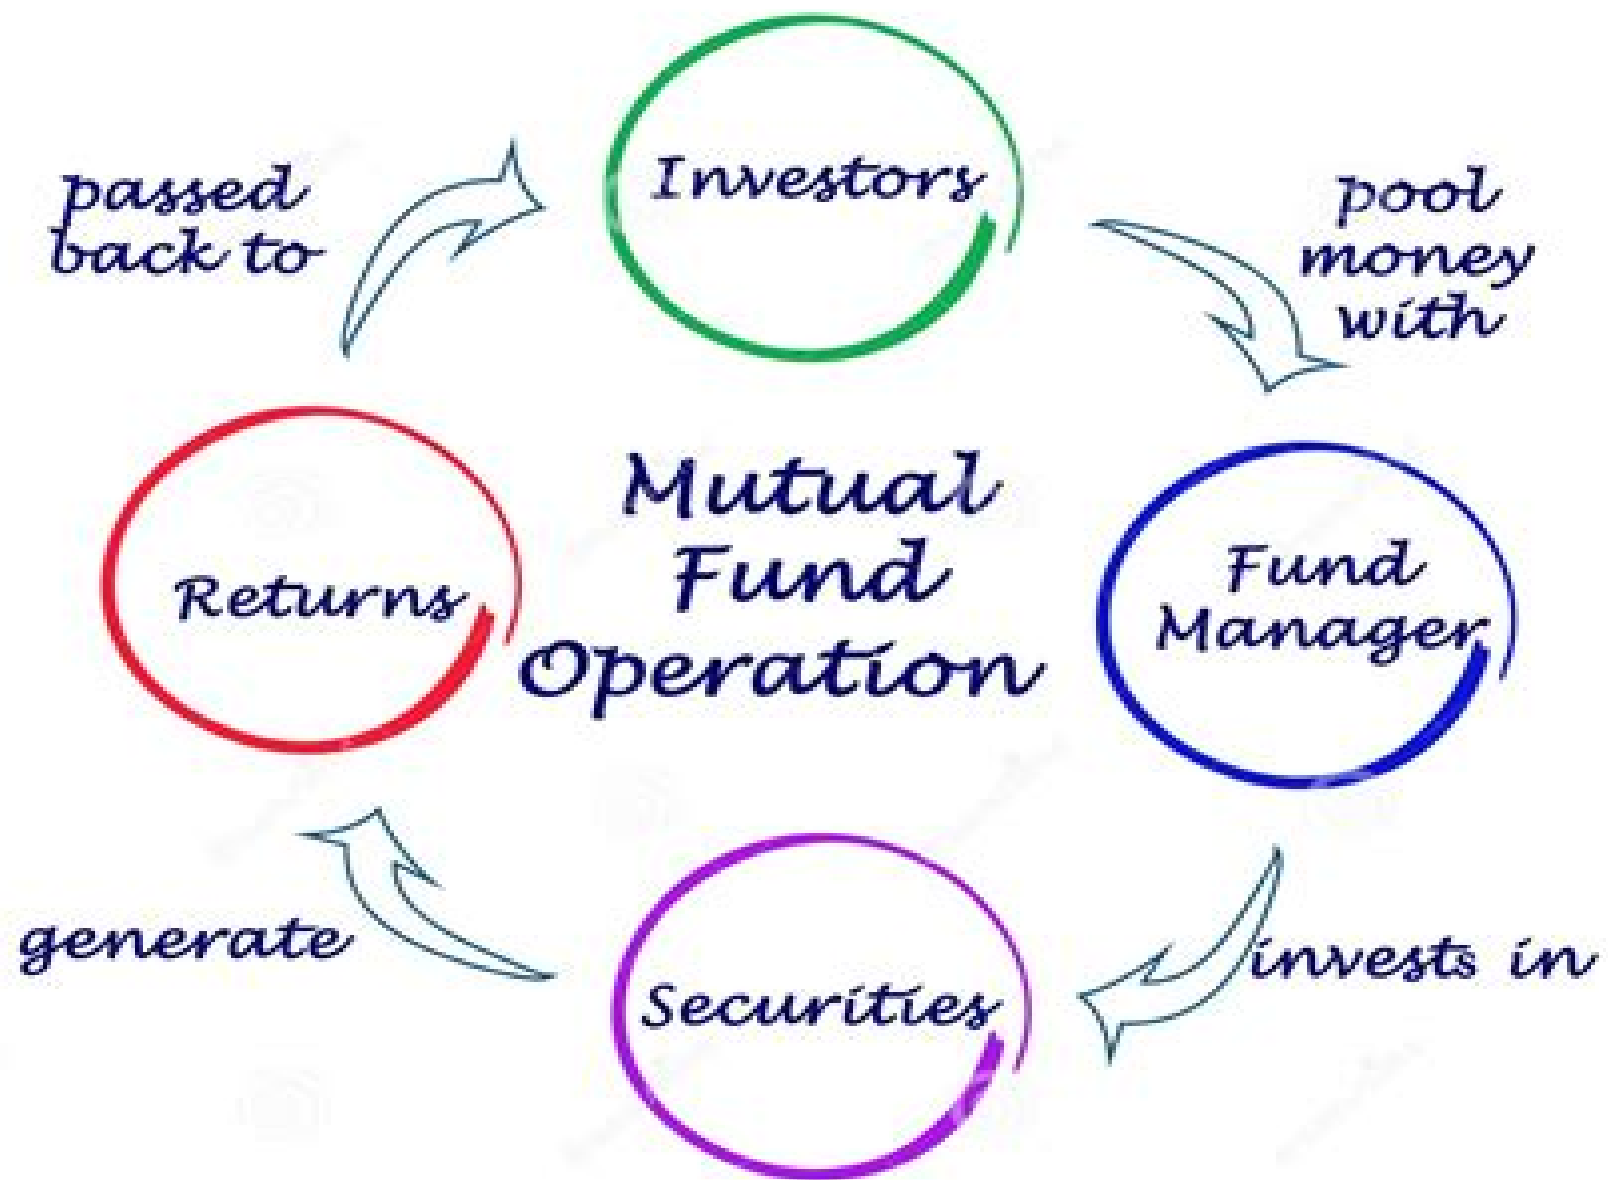 Investors
pool
money
with
Fund
Manager
invests in
Securities
generate
Returns
passed
back to
Mutual
Fund
Operation